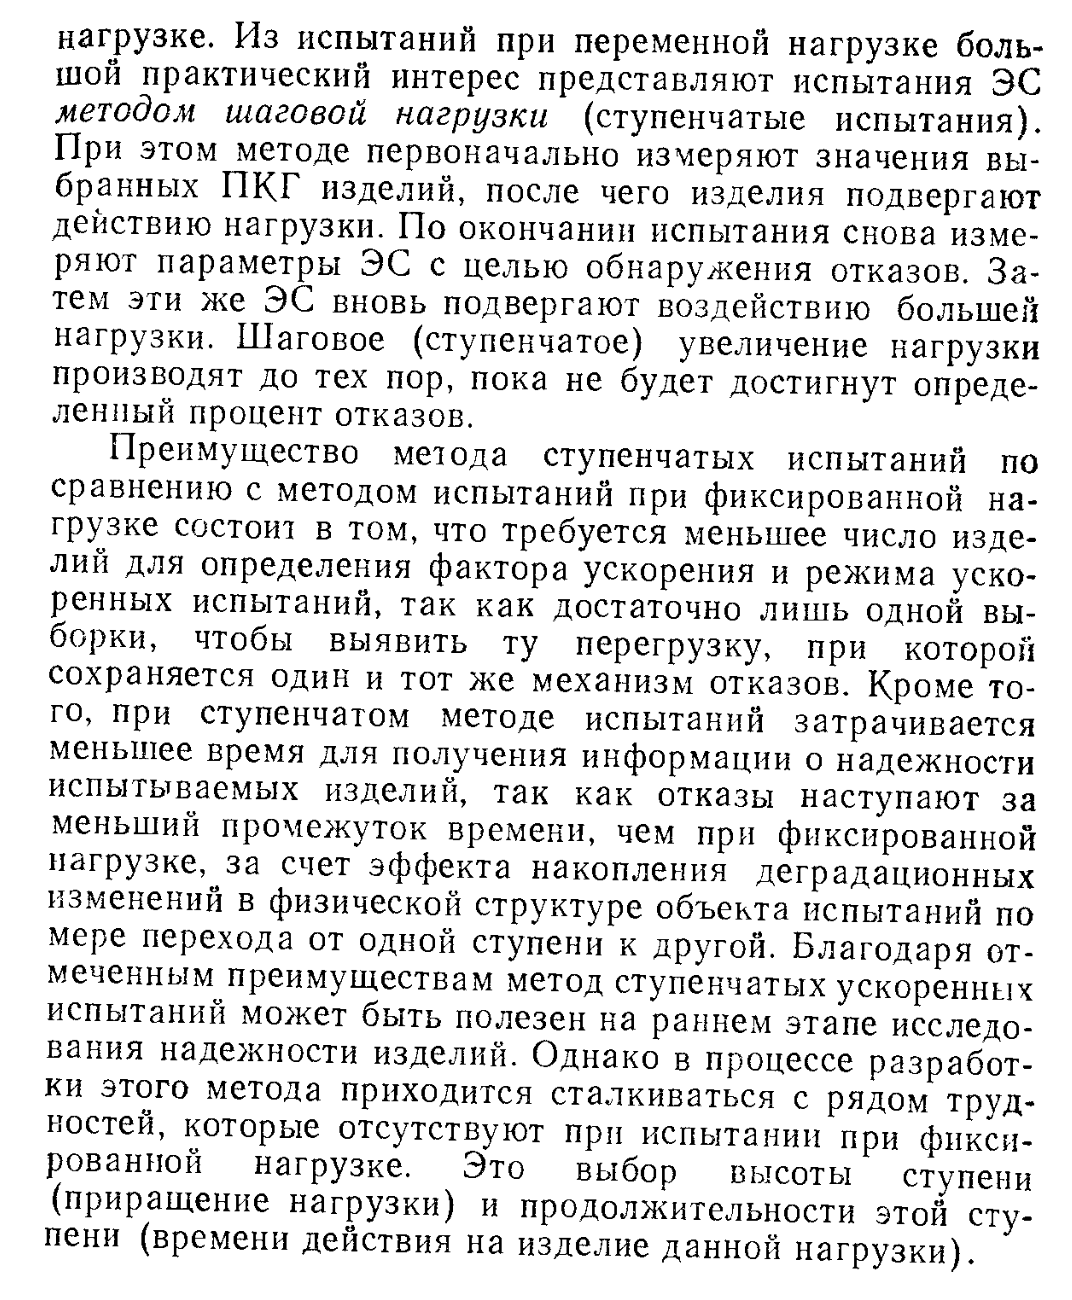 нагрузке. Из испытаний при переменной нагрузке боль-
шой практический интерес представляют испытания ЭС
методом шаговой нагрузки (ступенчатые испытания).
При этом методе первоначально измеряют значения вы-
бранных ПКГ изделий, после чего изделия подвергают
действию нагрузки. По окончании испытания снова изме-
ряют параметры ЭС с целью обнаружения отказов. За-
тем эти же ЭС вновь подвергают воздействию большей
нагрузки. Шаговое (ступенчатое) увеличение нагрузки
производят до тех пор, пока не будет достигнут опреде-
ленный процент отказов.
Преимущество метода ступенчатых испытаний по
сравнению с методом испытаний при фиксированной на-
грузке состоит в том, что требуется меньшее число изде-
лий для определения фактора ускорения и режима уско-
ренных испытаний, так как достаточно лишь одной вы-
борки, чтобы выявить ту перегрузку, при которой
сохраняется один и тот же механизм отказов. Кроме то-
го, при ступенчатом методе испытаний затрачивается
меньшее время для получения информации о надежности
испытываемых изделий, так как отказы наступают за
меньший промежуток времени, чем при фиксированной
нагрузке, за счет эффекта накопления деградационных
изменений в физической структуре объекта испытаний по
мере перехода от одной ступени к другой. Благодаря от-
меченным преимуществам метод ступенчатых ускоренных
испытаний может быть полезен на раннем этапе исследо-
вания надежности изделий. Однако в процессе разработ-
ки этого метода приходится сталкиваться с рядом труд-
ностей, которые отсутствуют при испытании при фикси-
рованной нагрузке. Это выбор высоты ступени
(приращение нагрузки) и продолжительности этой сту-
пени (времени действия на изделие данной нагрузки).